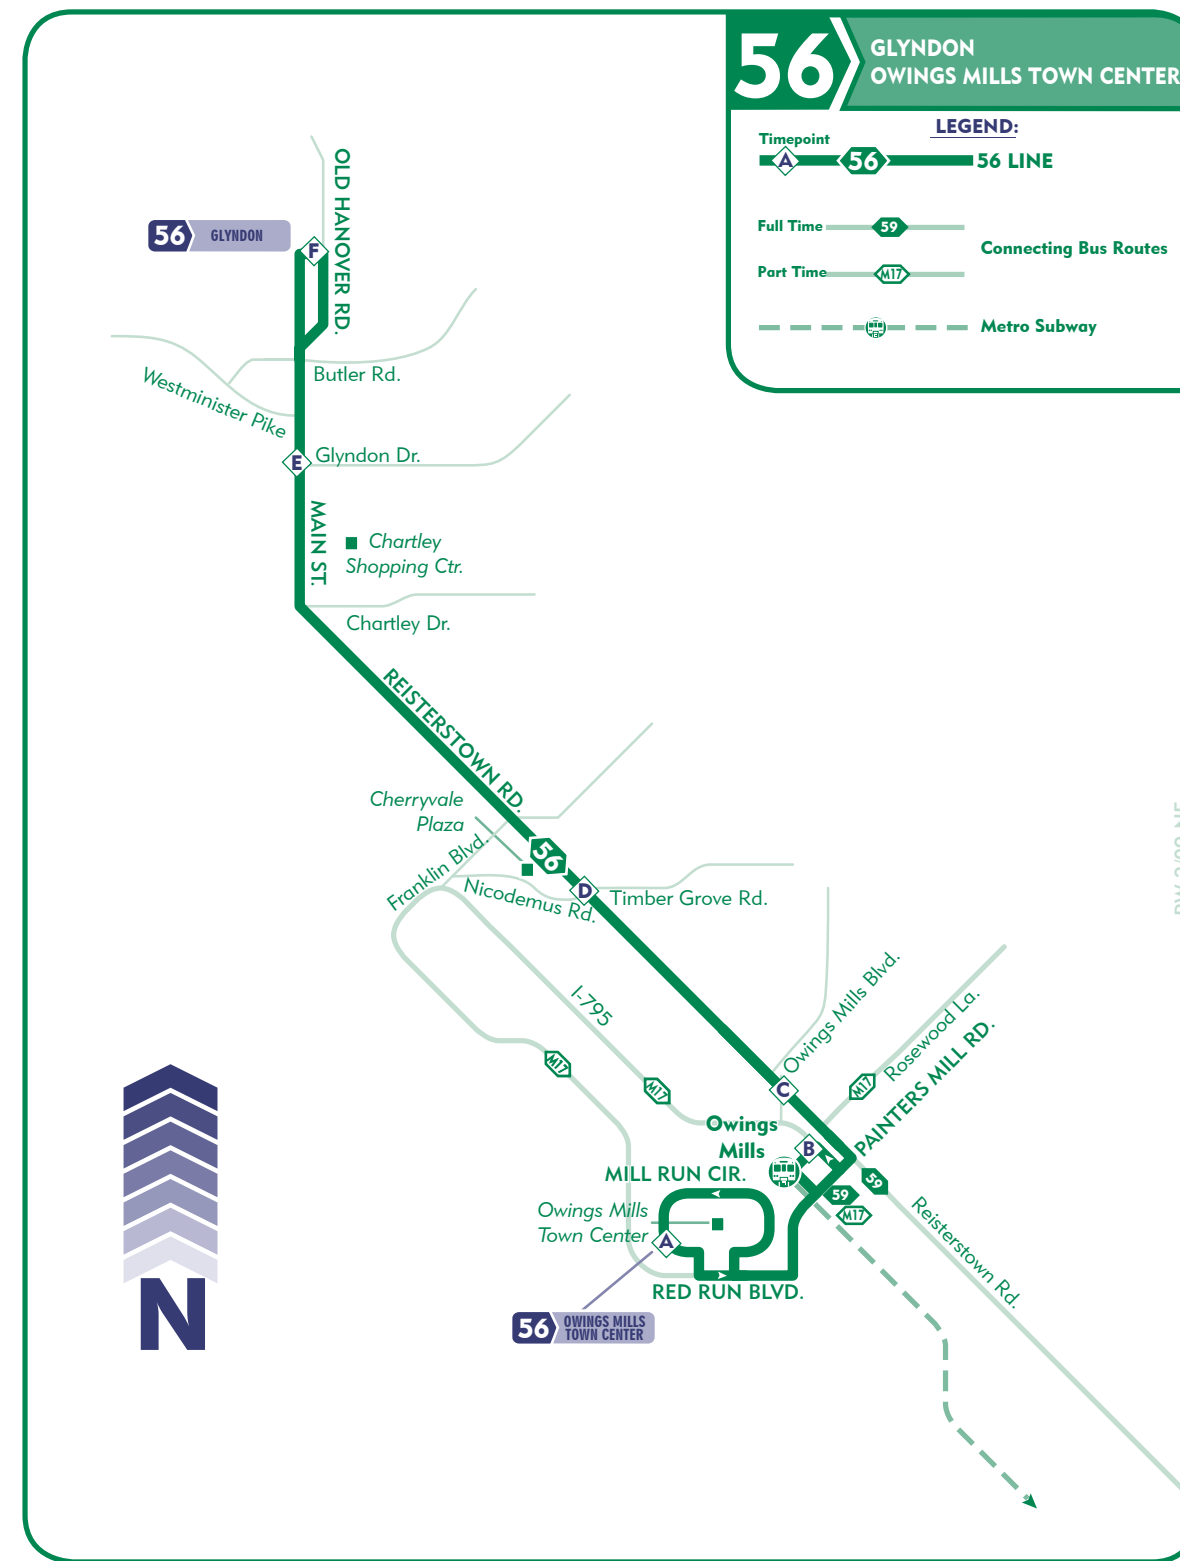 56
GLYNDON
OWINGS MILLS TOWN CENTER
LEGEND:
Timepoint
A
56
56 LINE
Full Time
59
Connecting Bus Routes
Part Time
M17
Metro Subway
OLD HANOVER RD.
56
GLYNDON
F
Butler Rd.
Westminister Pike
E
Glyndon Dr.
MAIN ST.
Chartley
Shopping Ctr.
Chartley Dr.
REISTERSTOWN RD.
Cherryvale
Plaza
56
Franklin Blvd.
Nicodemus Rd.
D
Timber Grove Rd.
I-795
Owings Mills Blvd.
Rosewood La.
PAINTERS MILL RD.
M17
M17
M17
C
Owings
Mills
B
MILL RUN CIR.
59
59
M17
Owings Mills
Town Center
A
Reisterstown Rd.
RED RUN BLVD.
56
OWINGS MILLS
TOWN CENTER
N